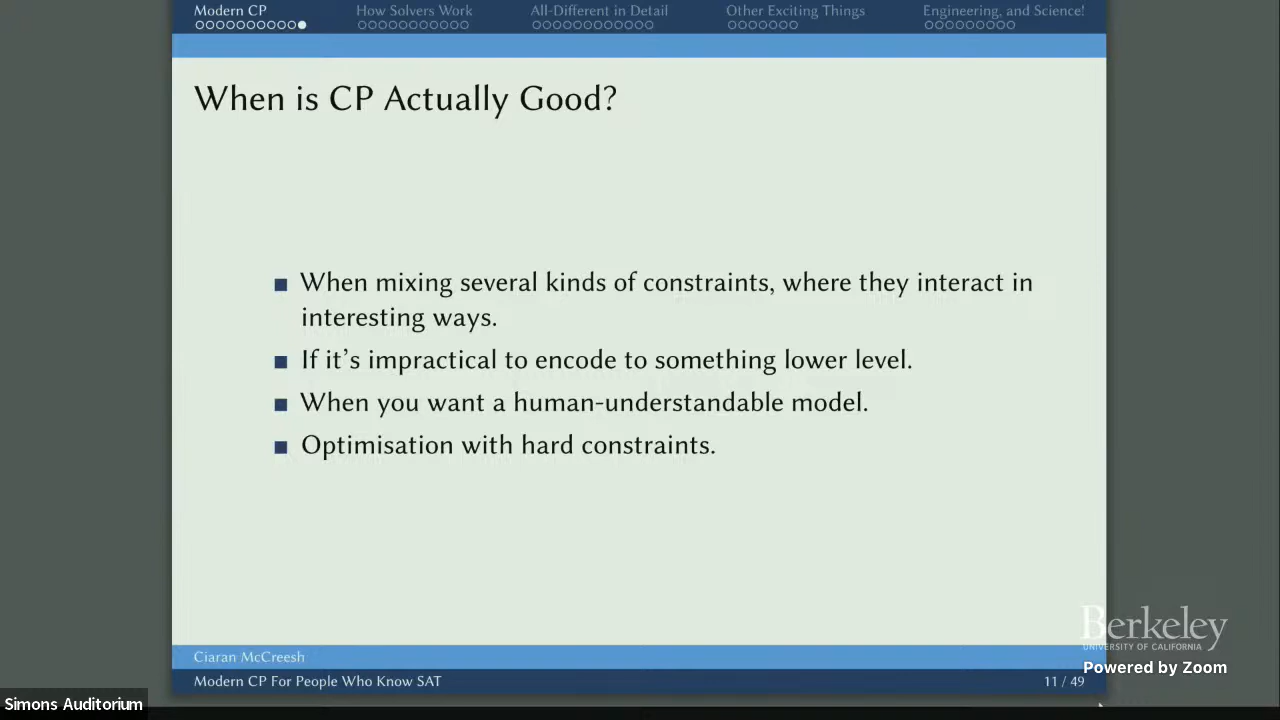 Modern CP
How Solvers Work
All-Different in Detail
Other Exciting Things
Engineering, and Science!
When is CP Actually Good?
When mixing several kinds of constraints, where they interact in
interesting ways.
If it's impractical to encode to something lower level.
When you want a human-understandable model.
Optimisation with hard constraints.
Ciaran McCreesh
Modern CP For People Who Know SAT
11 / 49
Berkeley
UNIVERSITY OF CALIFORNIA
Powered by Zoom
Simons Auditorium